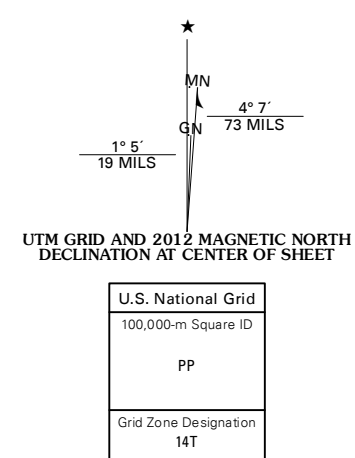 MN
4° 7´
GN
73 MILS
1° 5´
19 MILS
UTM GRID AND 2012 MAGNETIC NORTH
DECLINATION AT CENTER OF SHEET
U.S. National Grid
100,000-m Square ID
PP
Grid Zone Designation
14T